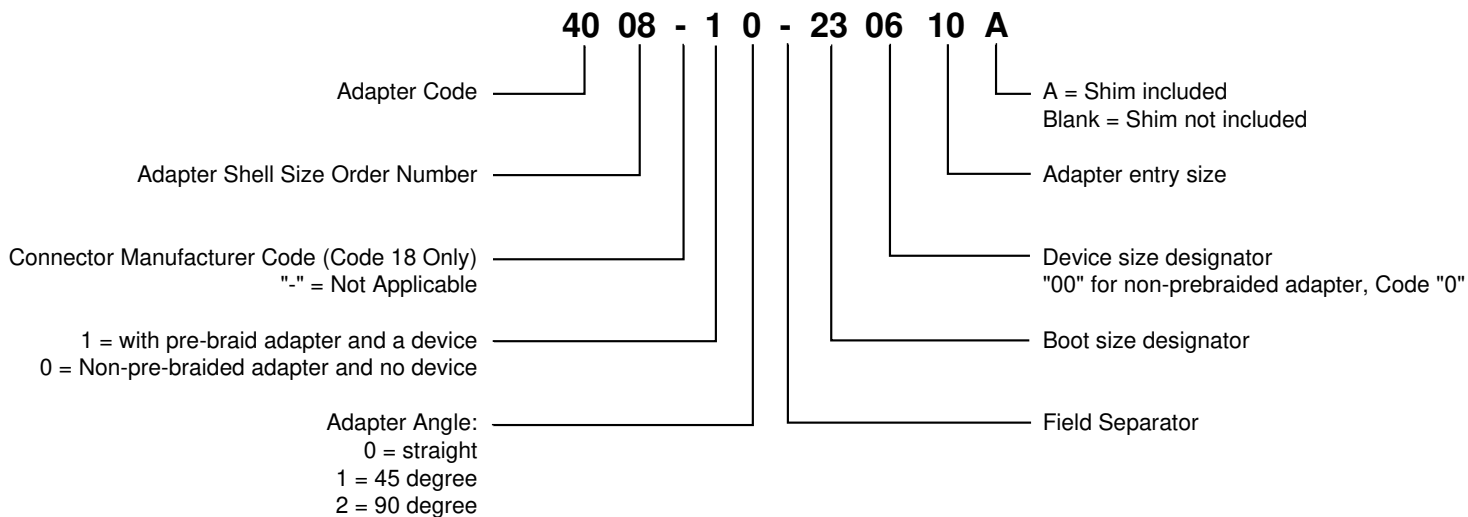 40 08 - 1 0 - 23 06 10 A
Adapter Code
Adapter Shell Size Order Number
Connector Manufacturer Code (Code 18 Only)
"-" = Not Applicable
1 = with pre-braid adapter and a device
0 = Non-pre-braided adapter and no device
Adapter Angle:
0 = straight
1 = 45 degree
2 = 90 degree
A = Shim included
Blank = Shim not included
Adapter entry size
Device size designator
"00" for non-prebraided adapter, Code "0"
Boot size designator
Field Separator